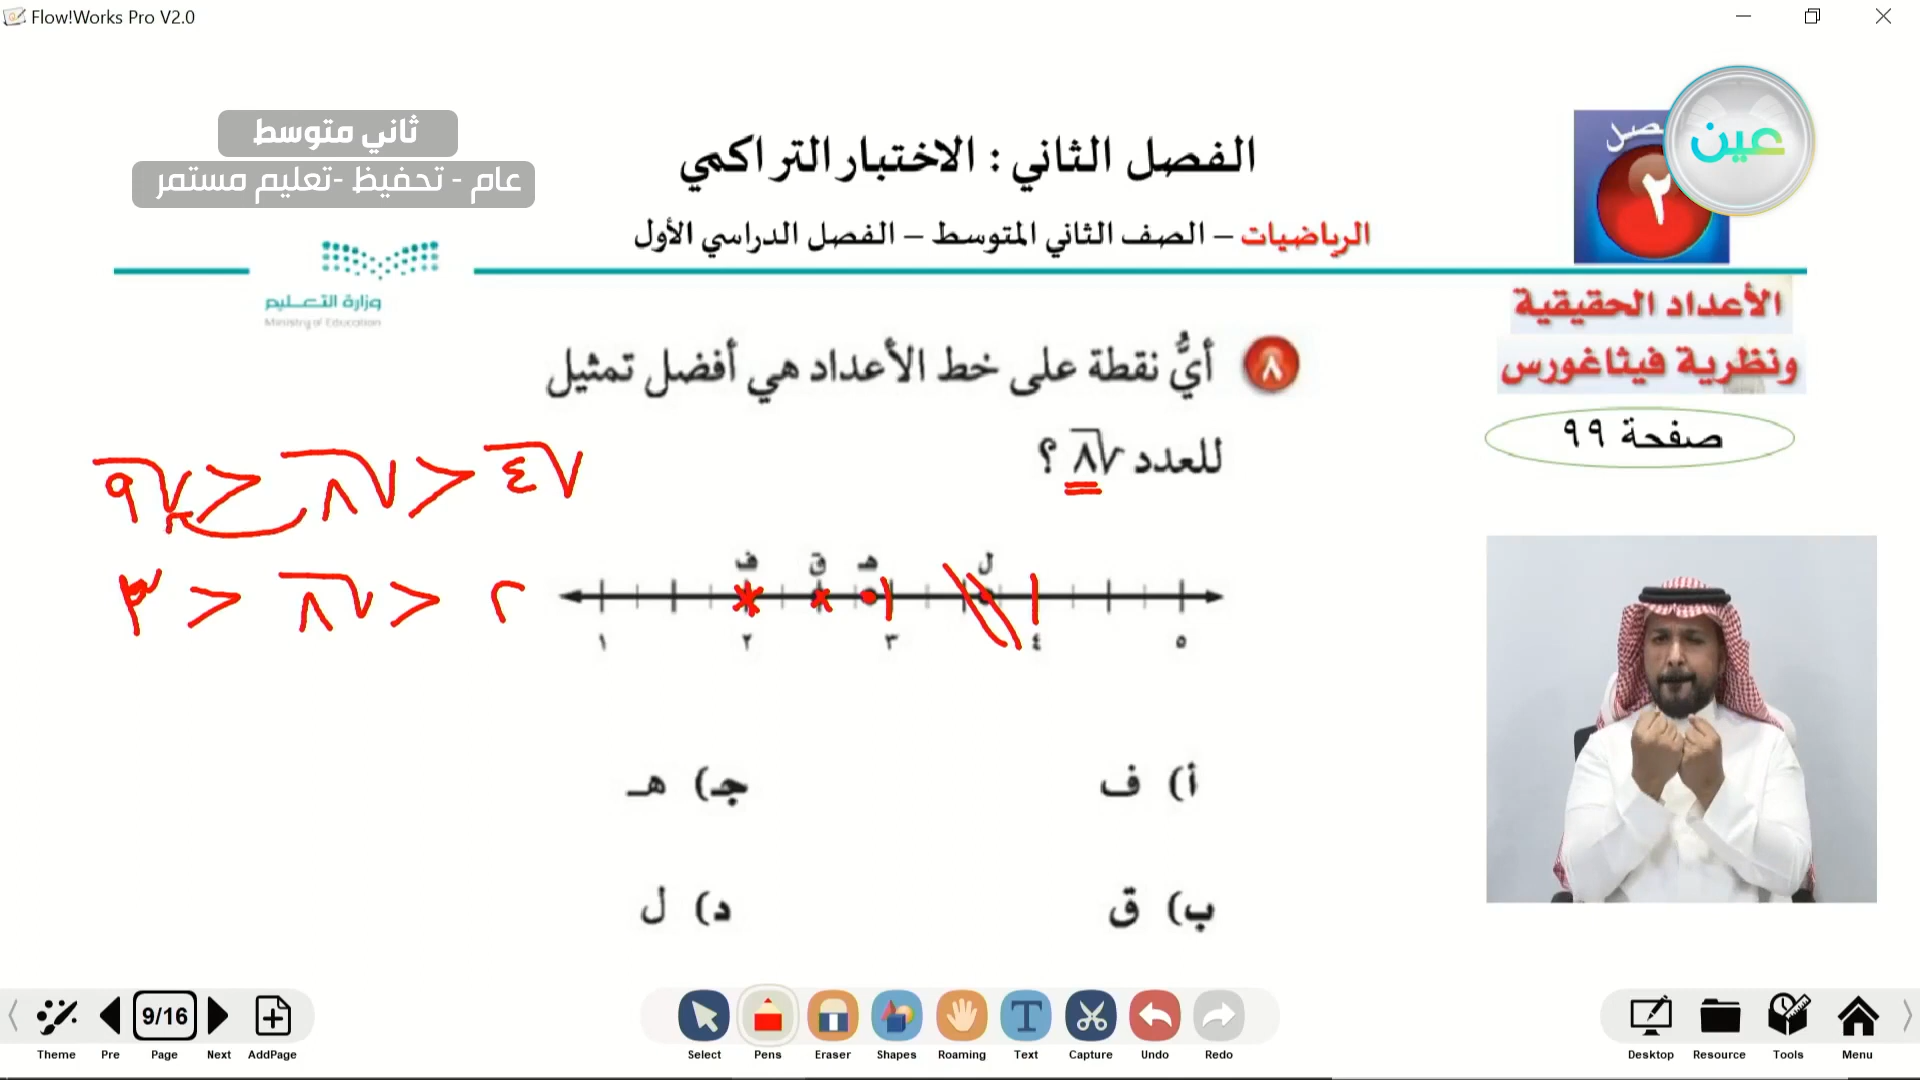 Flow!Works Pro V2.0
عين
ثاني متوسط
عام - تحفيظ -تعليم مستمر
الفصل الثاني : الاختبار التراكمي
الرياضيات – الصف الثاني المتوسط – الفصل الدراسي الأول
٢
وزارة التعليم
Ministry of Education
الأعداد الحقيقية
ونظرية فيثاغورس
صفحة ٩٩
٨ أيُّ نقطة على خط الأعداد هي أفضل تمثيل
للعدد √٨ ؟
√٤ < √٨ < √٩
٢ < √٨ < ٣
ف ق هـ ل
١ ٢ ٣ ٤ ٥
أ) ف
جـ) هـ
ب) ق
د) ل
9/16
Theme Pre Page Next AddPage
Select Pens Eraser Shapes Roaming Text Capture Undo Redo
Desktop Resource Tools Menu